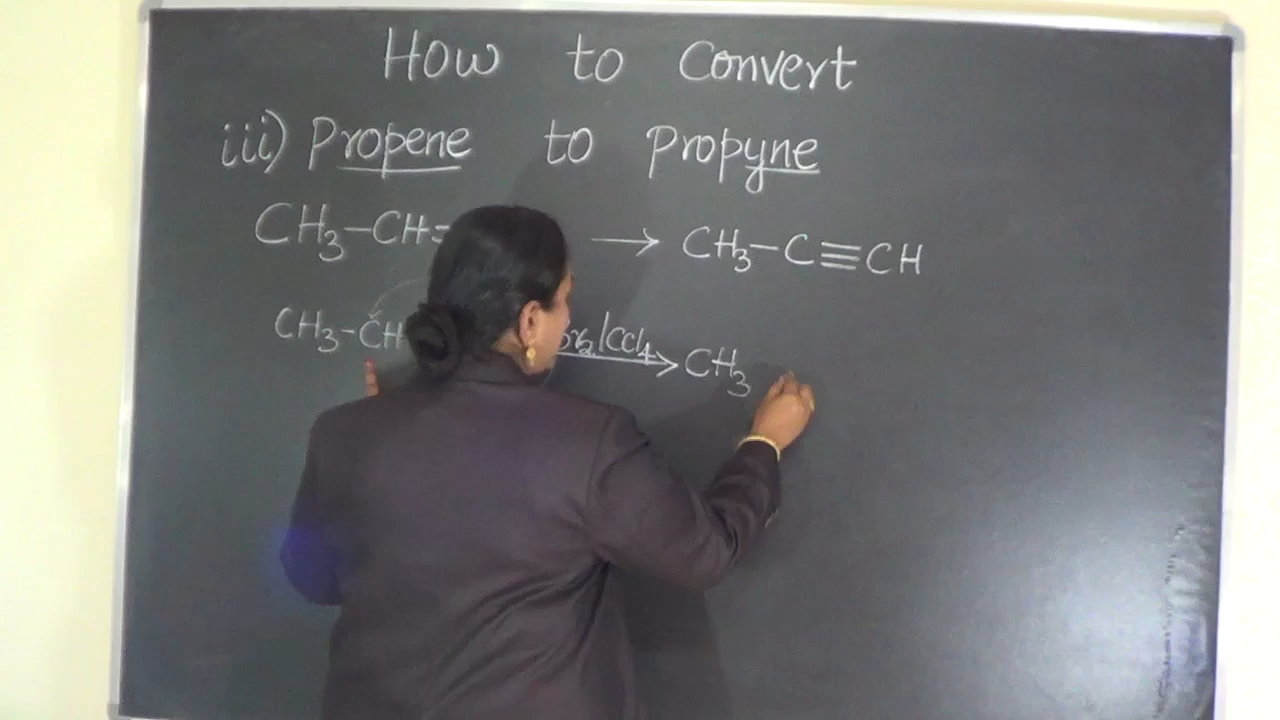 How to Convert
iii) Propene to Propyne
CH₃-CH= → CH₃-C≡CH
CH₃-CH Br₂/CCl₄ → CH₃